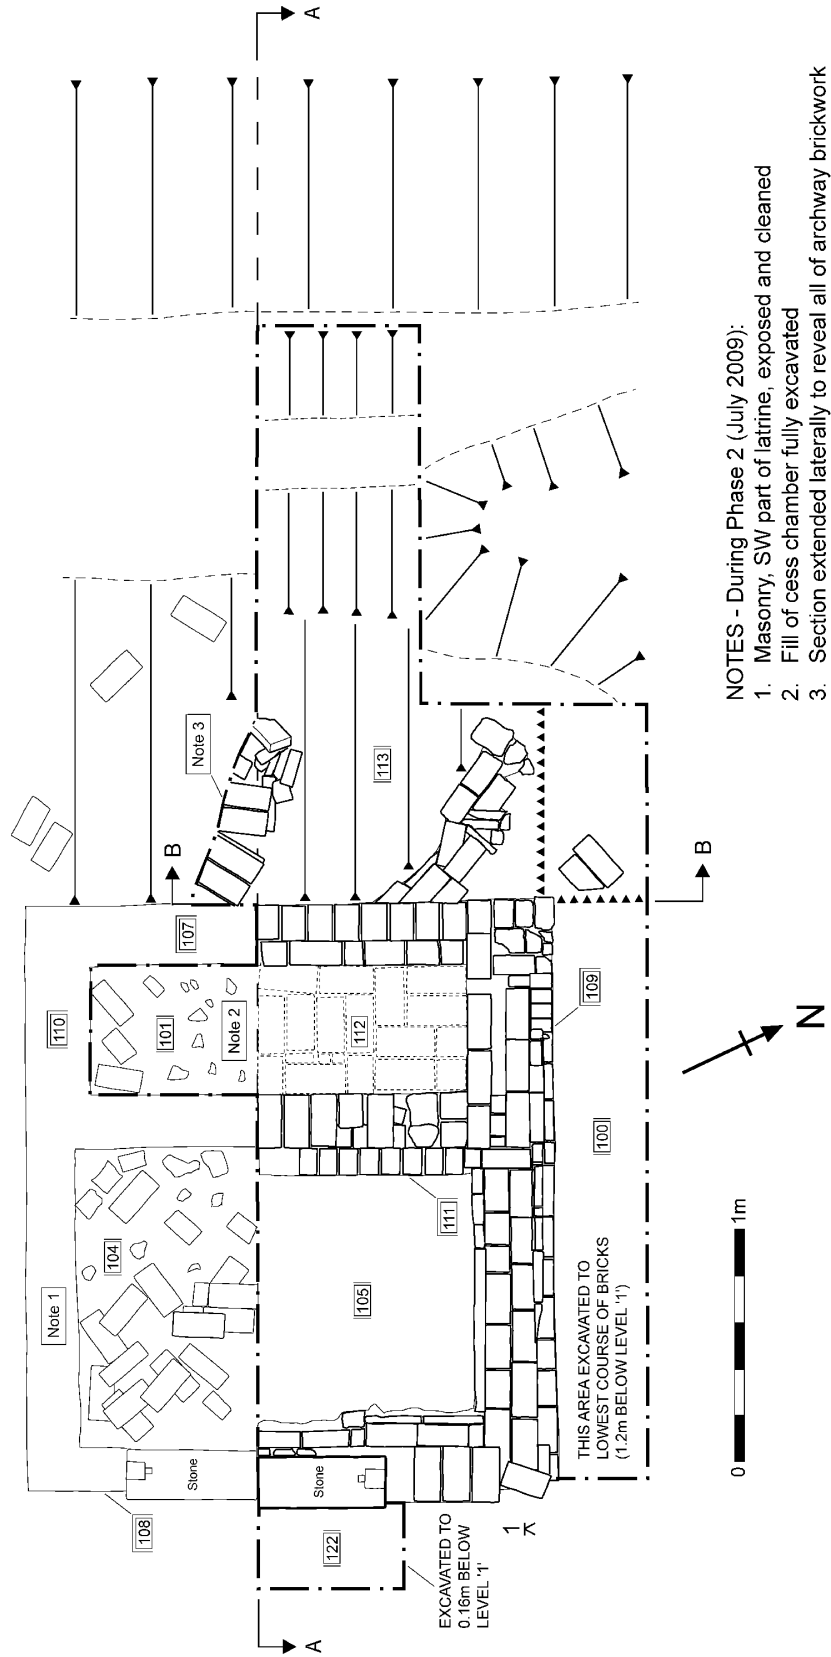 A
A
B
B
110
107
101
Note 2
Note 3
113
112
109
100
111
104
Note 1
105
Stone
Stone
108
122
EXCAVATED TO
0.16m BELOW
LEVEL '1'
1
THIS AREA EXCAVATED TO
LOWEST COURSE OF BRICKS
(1.2m BELOW LEVEL '1')
0
1m
N
NOTES - During Phase 2 (July 2009):
1. Masonry, SW part of latrine, exposed and cleaned
2. Fill of cess chamber fully excavated
3. Section extended laterally to reveal all of archway brickwork